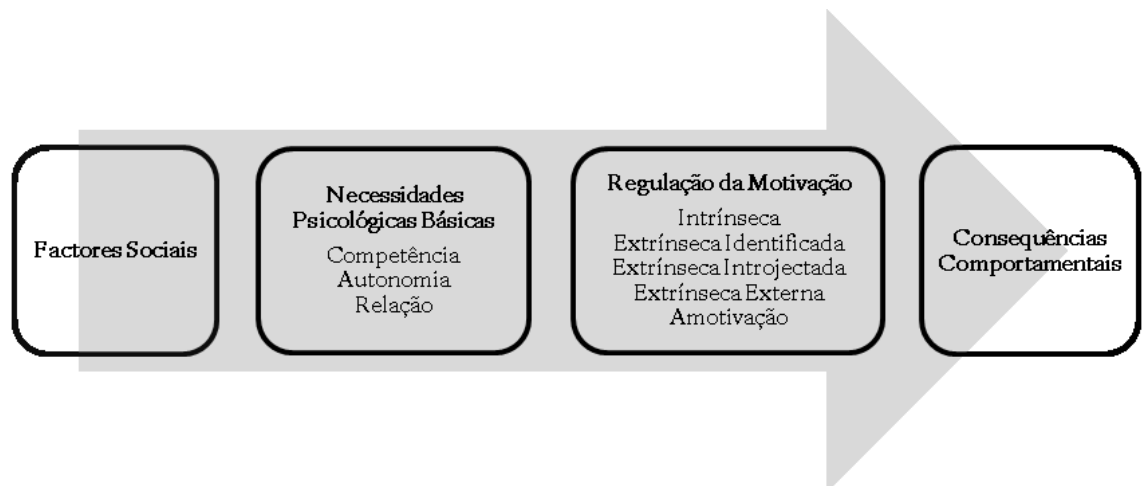 Factores Sociais
Necessidades
Psicológicas Básicas
Competência
Autonomia
Relação
Regulação da Motivação
Intrínseca
Extrínseca Identificada
Extrínseca Introjectada
Extrínseca Externa
Amotivação
Consequências
Comportamentais